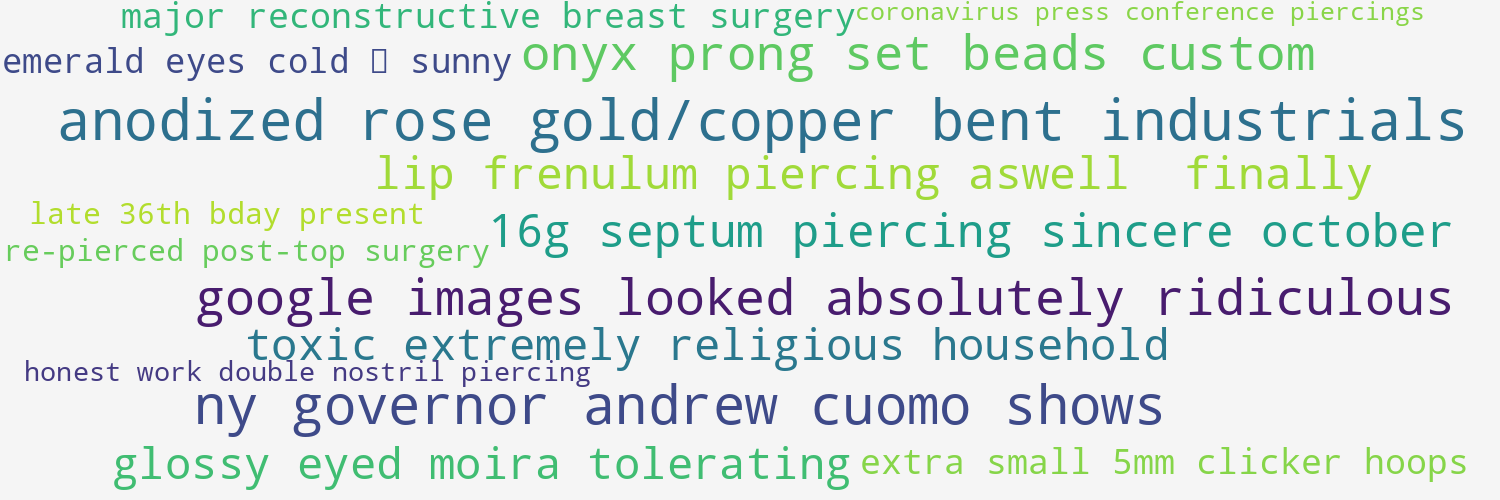 major reconstructive breast surgery
coronavirus press conference piercings
emerald eyes cold ▯ sunny
onyx prong set beads custom
anodized rose gold/copper bent industrials
lip frenulum piercing aswell finally
late 36th bday present
16g septum piercing sincere october
re-pierced post-top surgery
google images looked absolutely ridiculous
toxic extremely religious household
honest work double nostril piercing
ny governor andrew cuomo shows
glossy eyed moira tolerating
extra small 5mm clicker hoops